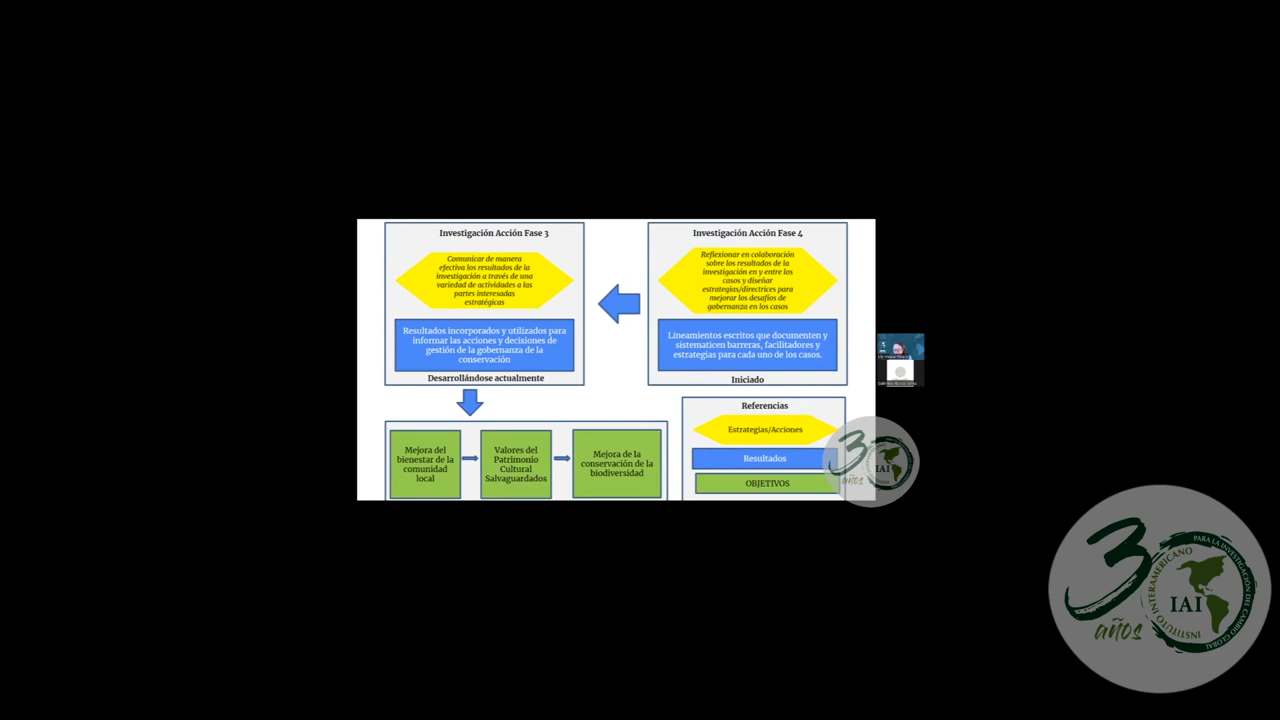 Investigación Acción Fase 3
Comunicar de manera
efectiva los resultados de la
investigación a través de una
variedad de actividades a las
partes interesadas
estratégicas
Resultados incorporados y utilizados para
informar las acciones y decisiones de
gestión de la gobernanza de la
conservación
Desarrollándose actualmente
Investigación Acción Fase 4
Reflexionar en colaboración
sobre los resultados de la
investigación en y entre los
casos y diseñar
estrategias/directrices para
mejorar los desafíos de
gobernanza en los casos
Lineamientos escritos que documenten y
sistematicen barreras, facilitadores y
estrategias para cada uno de los casos.
Iniciado
Mejora del
bienestar de la
comunidad
local
Valores del
Patrimonio
Cultural
Salvaguardados
Mejora de la
conservación de la
biodiversidad
Referencias
Estrategias/Acciones
Resultados
OBJETIVOS
30
años
IAI
30
años
INSTITUTO INTERAMERICANO
PARA LA INVESTIGACIÓN DEL CAMBIO GLOBAL
IAI